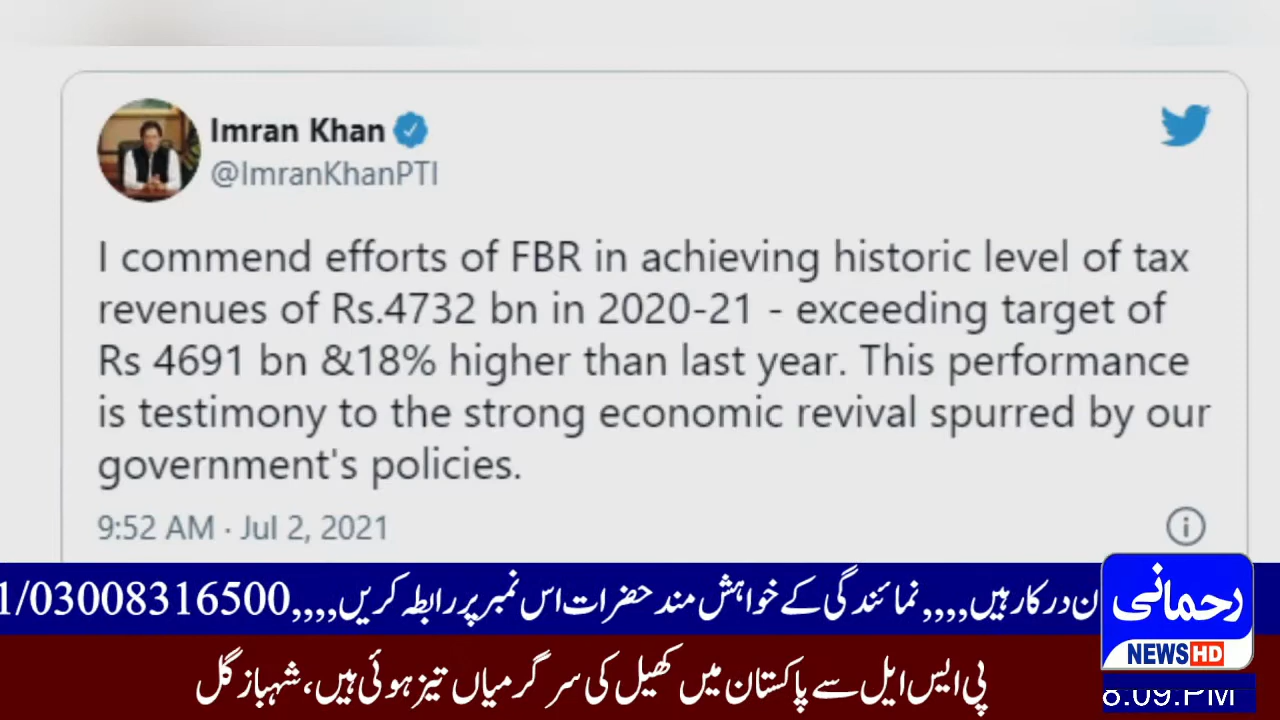 Imran Khan
@ImranKhanPTI
I commend efforts of FBR in achieving historic level of tax
revenues of Rs.4732 bn in 2020-21 - exceeding target of
Rs 4691 bn &18% higher than last year. This performance
is testimony to the strong economic revival spurred by our
government's policies.
9:52 AM · Jul 2, 2021
ن درکار ہیں,,,,نمائندگی کے خواہش مند حضرات اس نمبر پر رابطہ کریں,,,,1/03008316500
رحمانی
NEWS HD
پی ایس ایل سے پاکستان میں کھیل کی سرگرمیاں تیز ہوئی ہیں، شہباز گل
8:09:PM